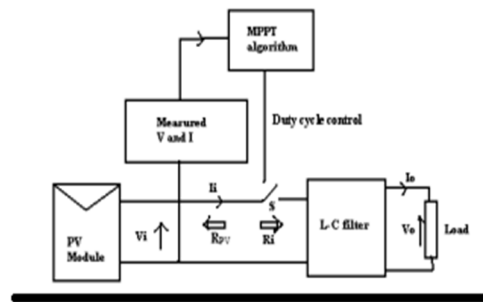 MPPT
algorithm
Measured
V and I
Duty cycle control
Ii
S
Io
PV
Module
Vi
RPV
Ri
L-C filter
Vo
Load